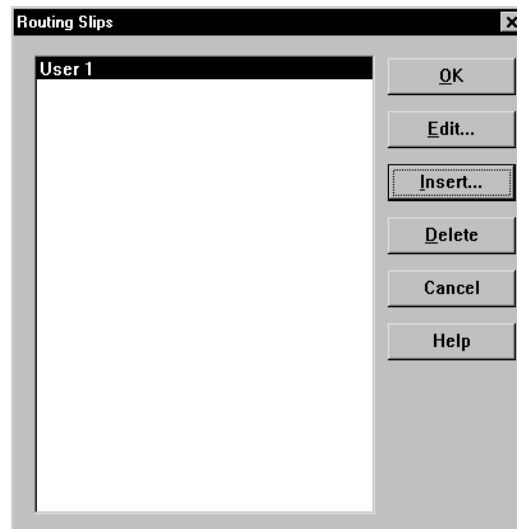 Routing Slips
User 1
OK
Edit...
Insert...
Delete
Cancel
Help